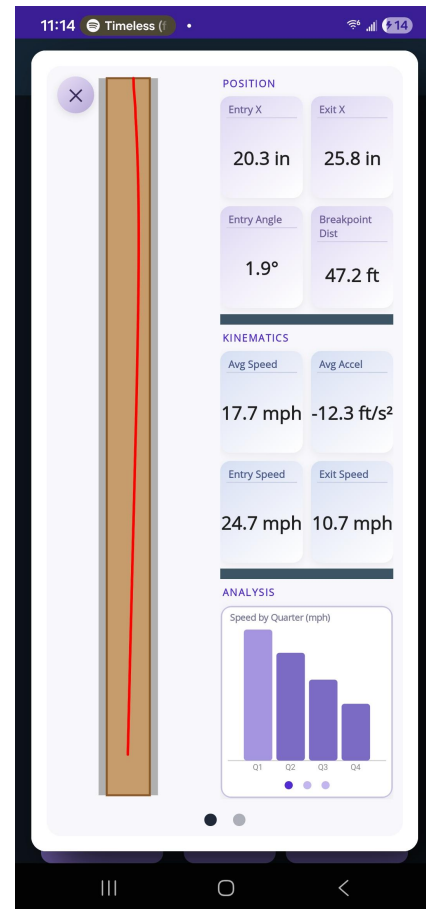 11:14 Timeless (f
6 14
POSITION
Entry X Exit X
20.3 in 25.8 in
Entry Angle Breakpoint
Dist
1.9° 47.2 ft
KINEMATICS
Avg Speed Avg Accel
17.7 mph -12.3 ft/s²
Entry Speed Exit Speed
24.7 mph 10.7 mph
ANALYSIS
Speed by Quarter (mph)
Q1 Q2 Q3 Q4